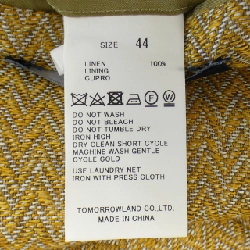 SIZE 44
LINEN 100%
LINING
CUPRO
DO NOT WASH
DO NOT BLEACH
DO NOT TUMBLE DRY
IRON HIGH
DRY CLEAN SHORT CYCLE
MACHINE WASH GENTLE
CYCLE COLD
USE LAUNDRY NET
IRON WITH PRESS CLOTH
TOMORROWLAND CO.,LTD.
MADE IN CHINA